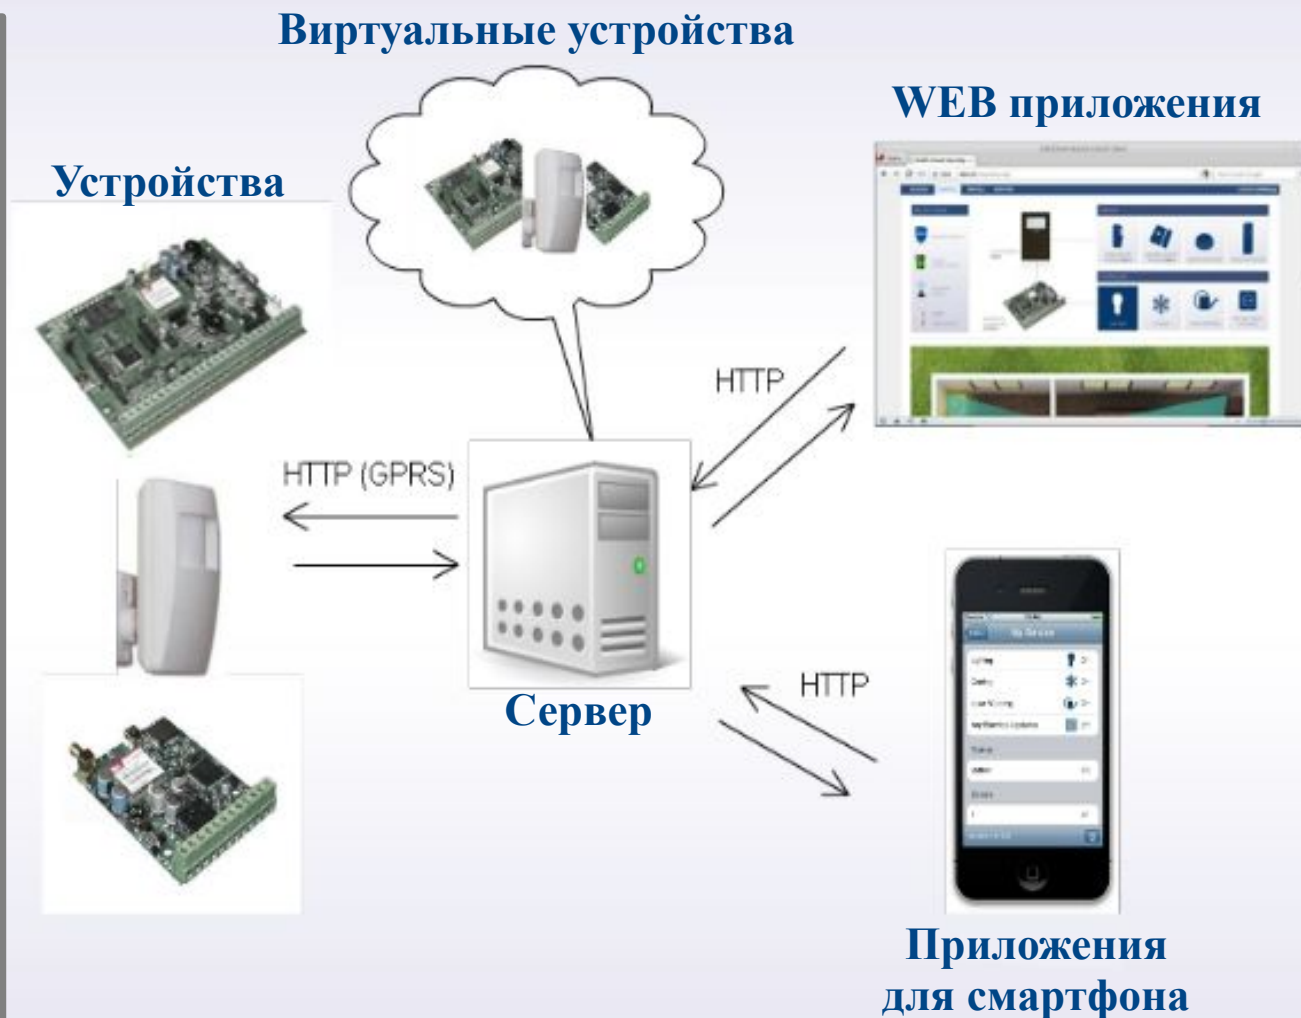 Виртуальные устройства
WEB приложения
Устройства
HTTP
HTTP (GPRS)
Сервер
HTTP
Приложения
для смартфона